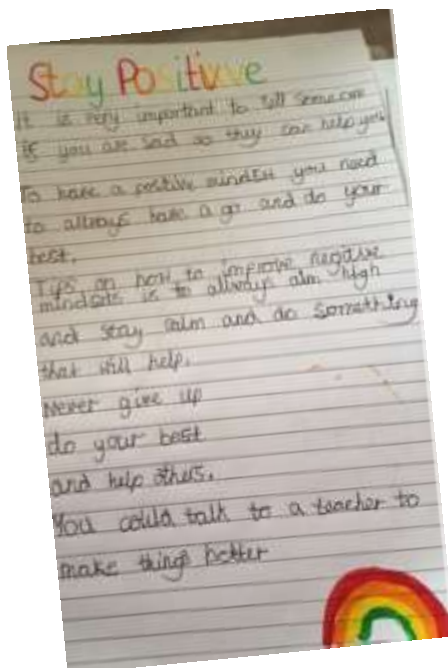 Stay Positivve
It is very important to tell someone
if you are sad so they can help you
To have a positive mindset you need
to allways have a go and do your
best.
Tips on how to improve negative
mindsets is to allways aim high
and stay calm and do something
that will help.
Never give up
do your best
and help others.
You could talk to a teacher to
make things better